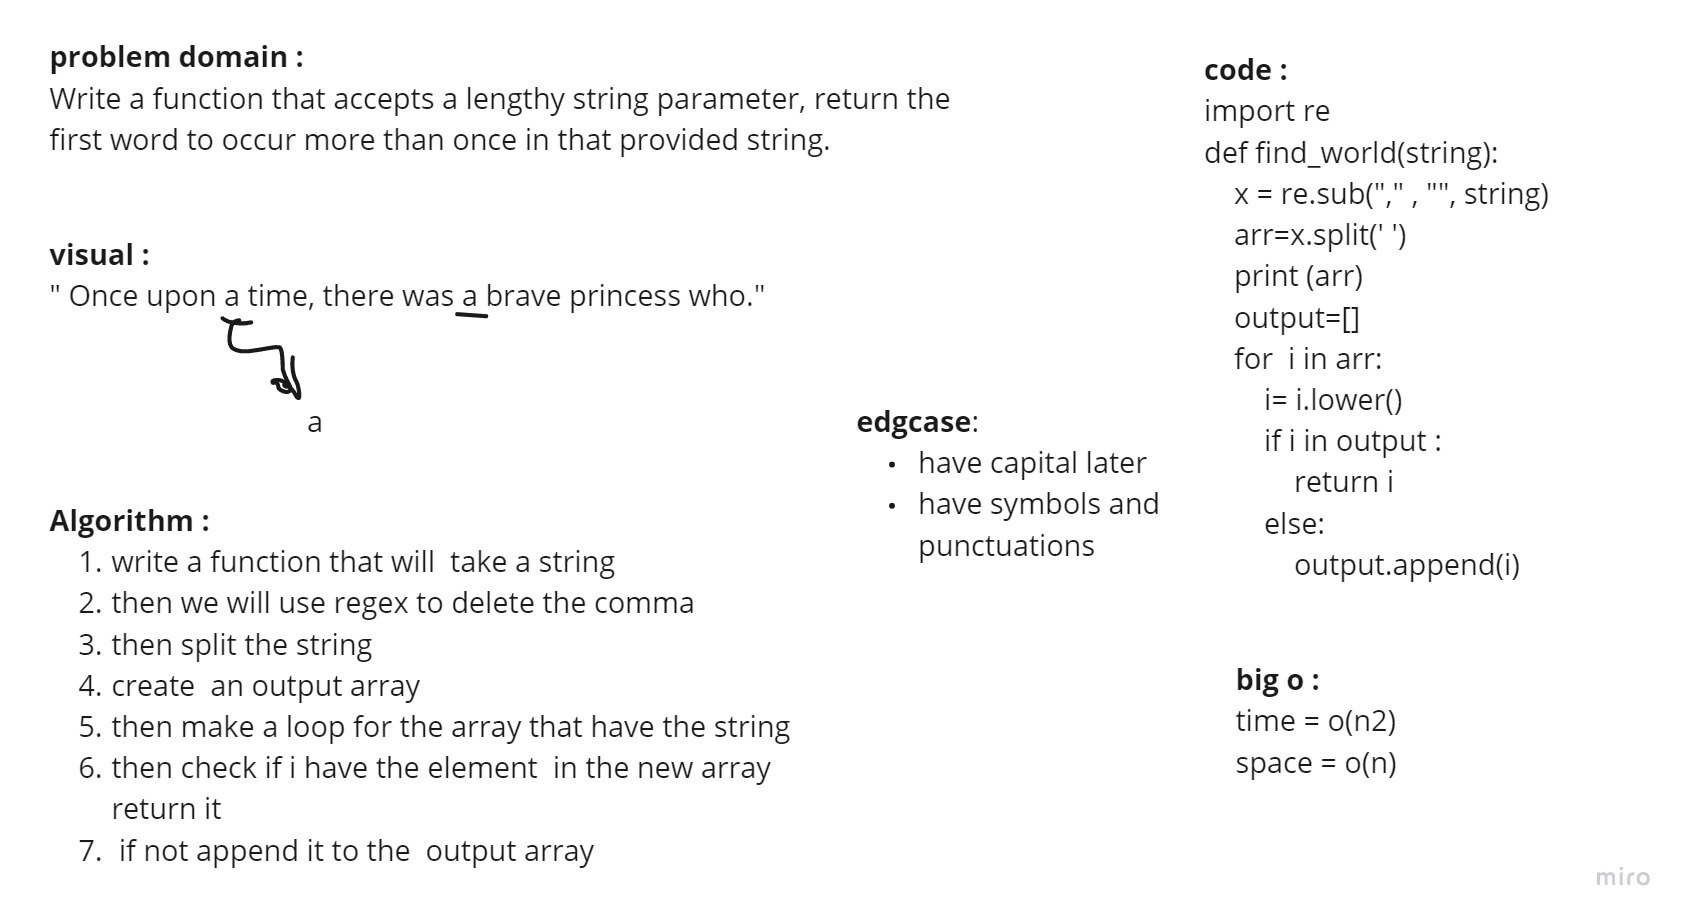 problem domain :
Write a function that accepts a lengthy string parameter, return the
first word to occur more than once in that provided string.
visual :
" Once upon a time, there was a brave princess who."
a
Algorithm :
1. write a function that will  take a string
2. then we will use regex to delete the comma
3. then split the string
4. create  an output array
5. then make a loop for the array that have the string
6. then check if i have the element  in the new array
return it
7.  if not append it to the  output array
edgcase:
• have capital later
• have symbols and
punctuations
code :
import re
def find_world(string):
    x = re.sub("," , "", string)
    arr=x.split(' ')
    print (arr)
    output=[]
    for  i in arr:
        i= i.lower()
        if i in output :
            return i
        else:
            output.append(i)
big o :
time = o(n2)
space = o(n)
miro